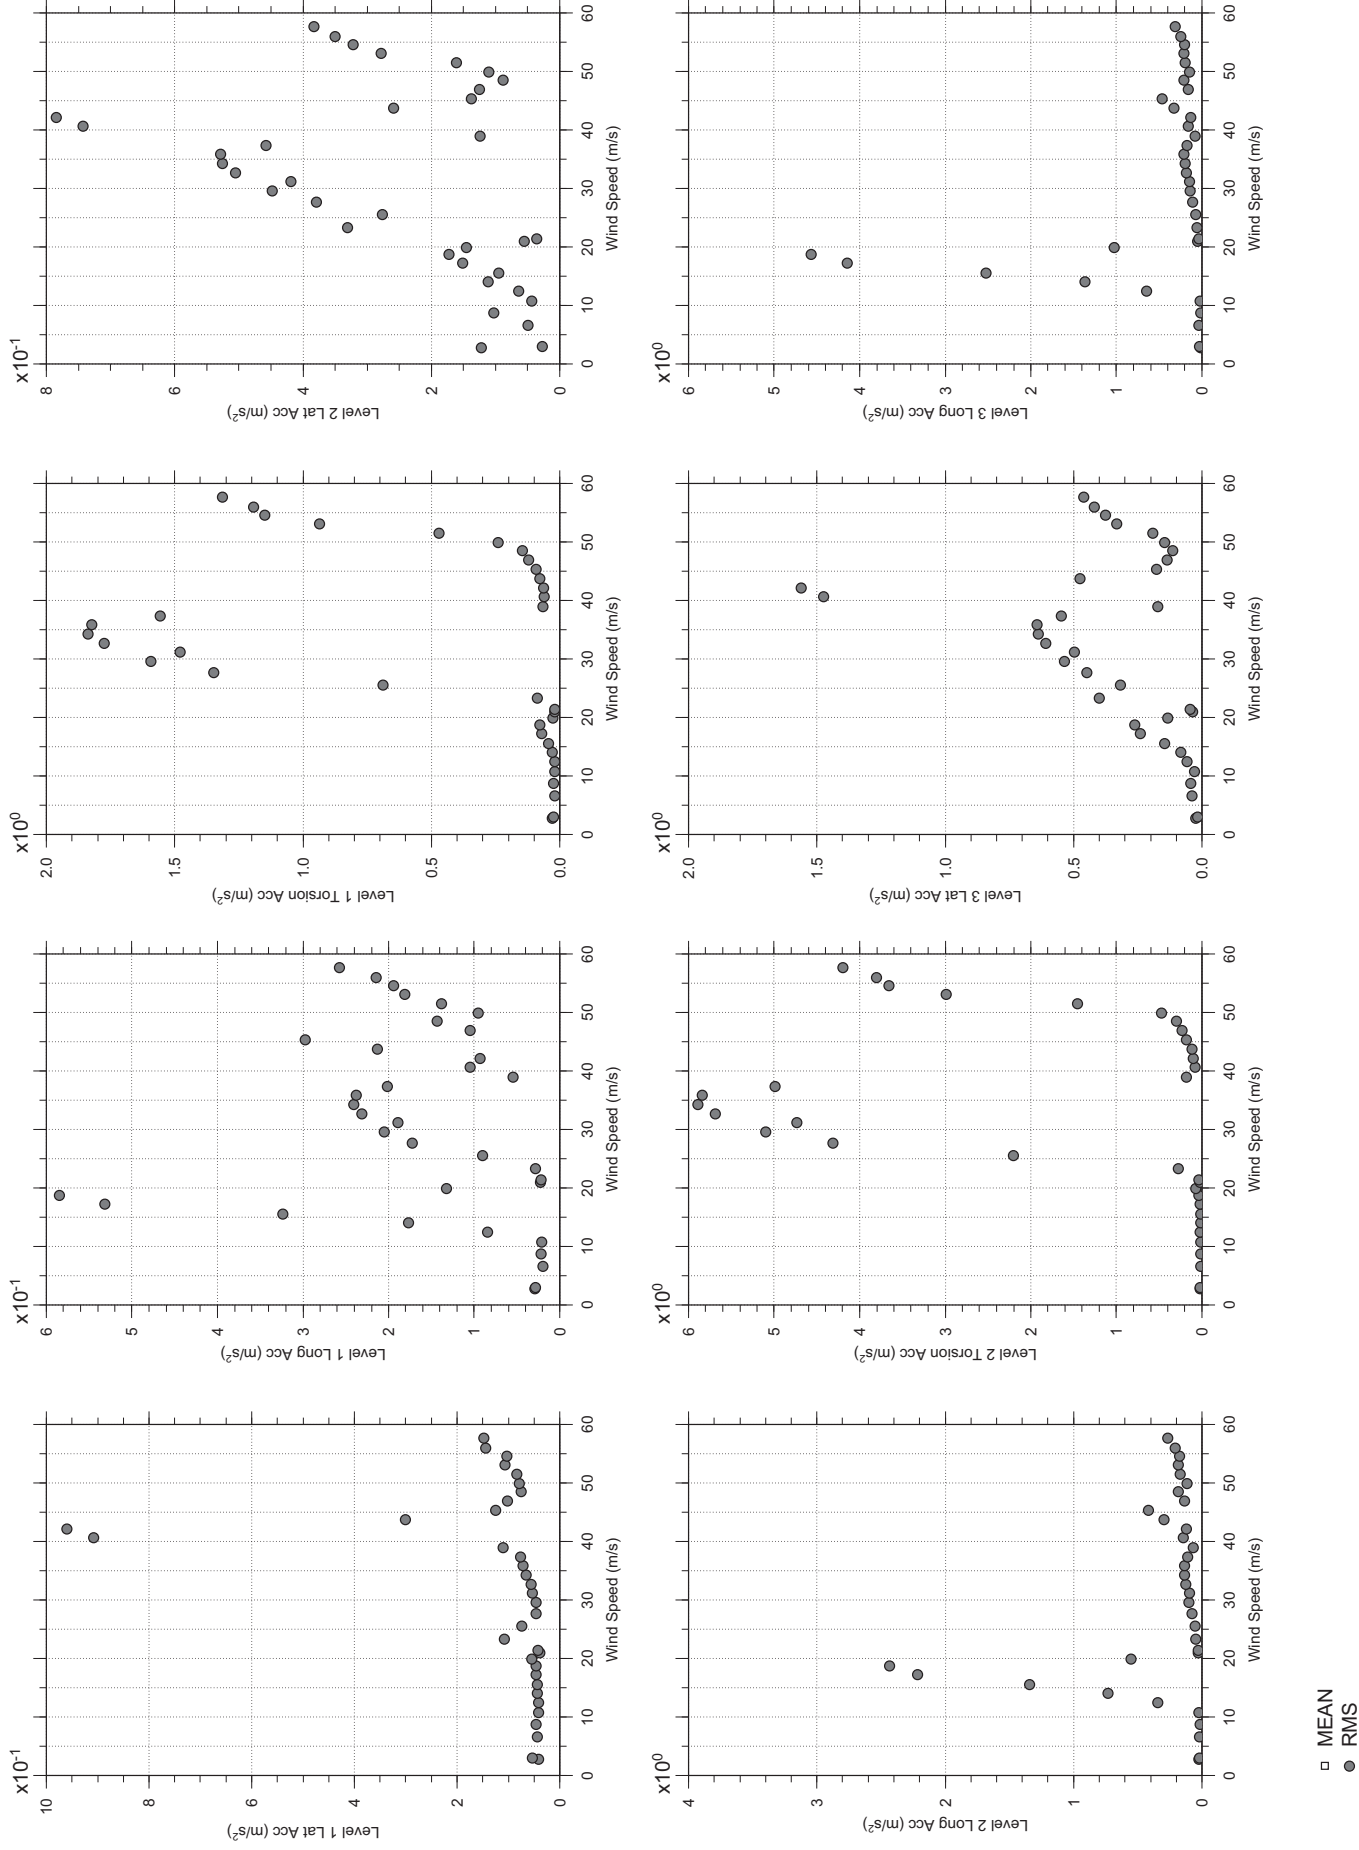 x10-1
10
8
6
4
2
0
Level 1 Lat Acc (m/s2)
0 10 20 30 40 50 60
Wind Speed (m/s)
x10-1
6
5
4
3
2
1
0
Level 1 Long Acc (m/s2)
0 10 20 30 40 50 60
Wind Speed (m/s)
x100
2.0
1.5
1.0
0.5
0.0
Level 1 Torsion Acc (m/s2)
0 10 20 30 40 50 60
Wind Speed (m/s)
x10-1
8
6
4
2
0
Level 2 Lat Acc (m/s2)
0 10 20 30 40 50 60
Wind Speed (m/s)
x100
4
3
2
1
0
Level 2 Long Acc (m/s2)
0 10 20 30 40 50 60
Wind Speed (m/s)
x100
6
5
4
3
2
1
0
Level 2 Torsion Acc (m/s2)
0 10 20 30 40 50 60
Wind Speed (m/s)
x100
2.0
1.5
1.0
0.5
0.0
Level 3 Lat Acc (m/s2)
0 10 20 30 40 50 60
Wind Speed (m/s)
x100
6
5
4
3
2
1
0
Level 3 Long Acc (m/s2)
0 10 20 30 40 50 60
Wind Speed (m/s)
MEAN
RMS